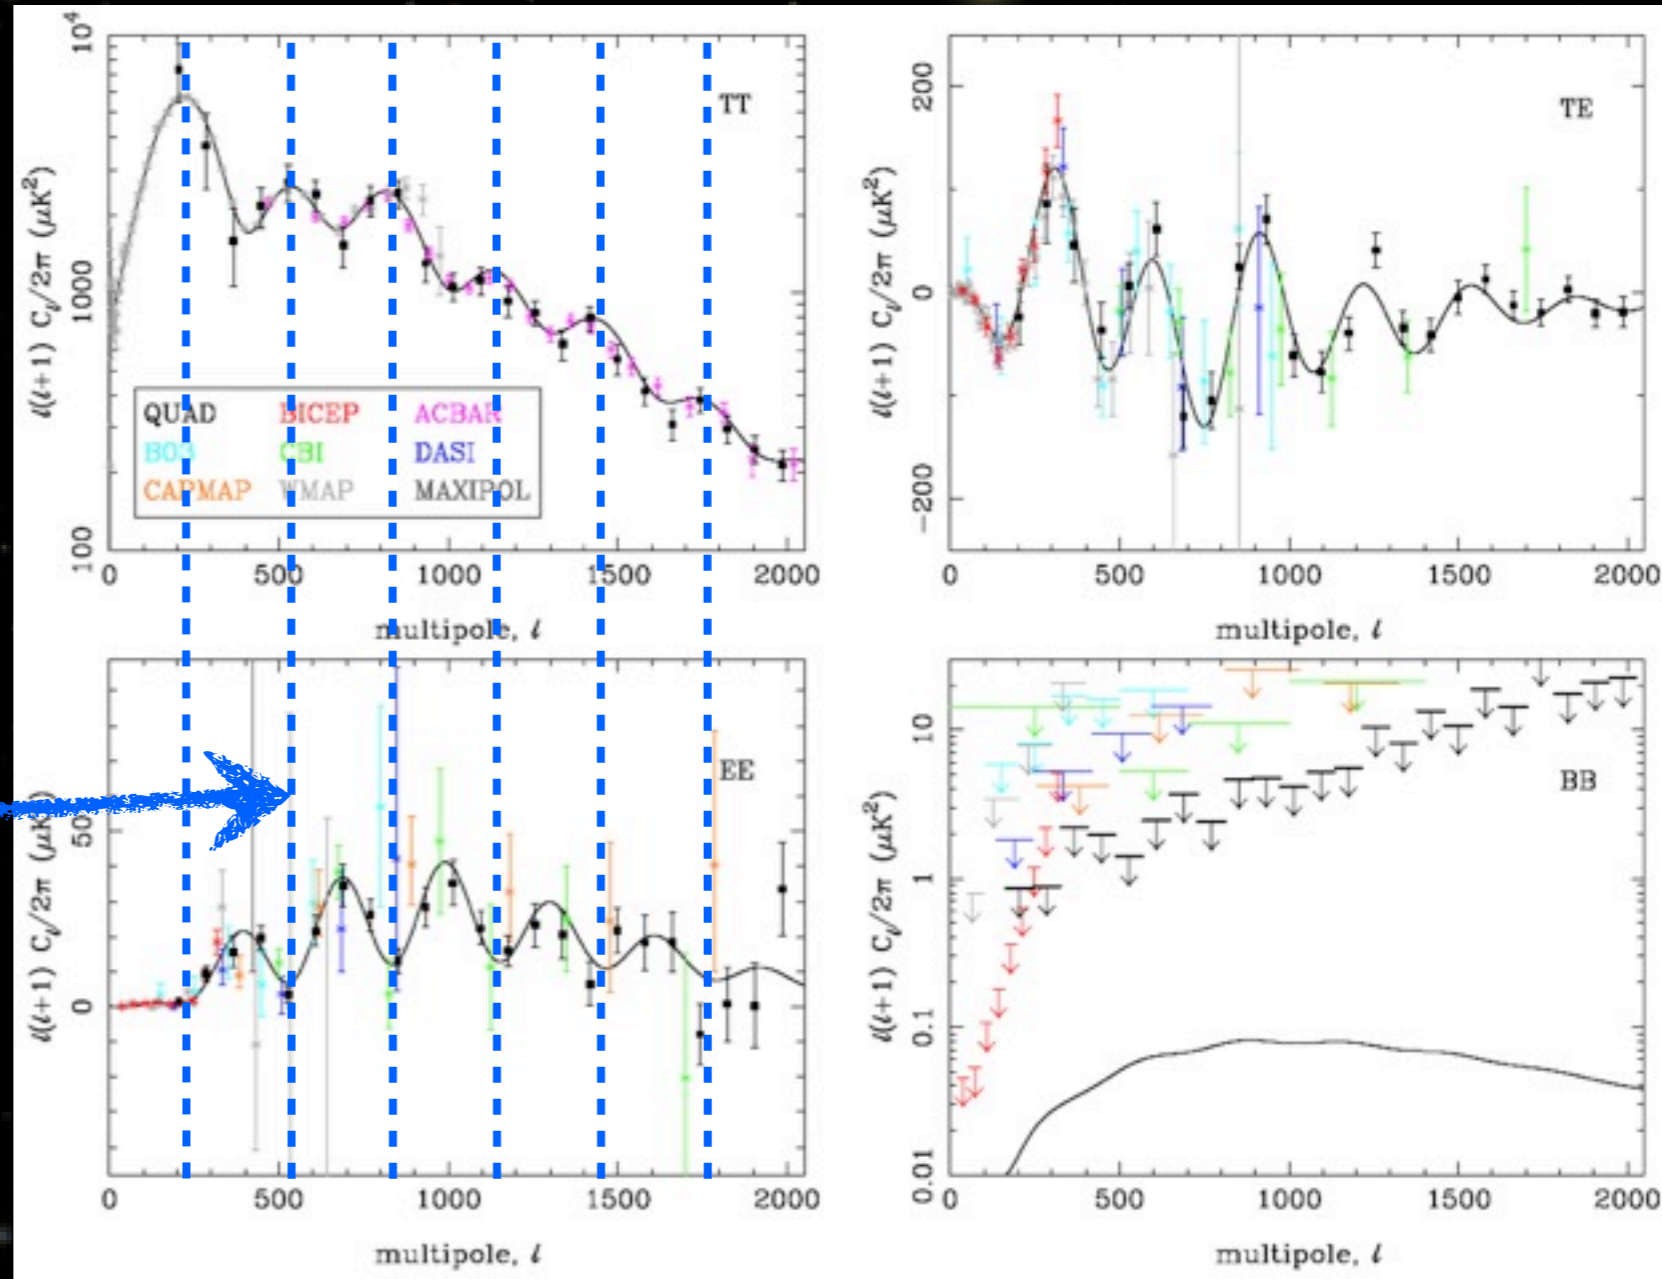 10⁴
1000
100
ℓ(ℓ+1) Cℓ/2π (μK²)
TT
QUAD BICEP ACBAR
B03 CBI DASI
CAPMAP WMAP MAXIPOL
0 500 1000 1500 2000
multipole, ℓ
200
0
−200
ℓ(ℓ+1) Cℓ/2π (μK²)
TE
0 500 1000 1500 2000
multipole, ℓ
50
0
ℓ(ℓ+1) Cℓ/2π (μK²)
EE
0 500 1000 1500 2000
multipole, ℓ
10
1
0.1
0.01
ℓ(ℓ+1) Cℓ/2π (μK²)
BB
0 500 1000 1500 2000
multipole, ℓ